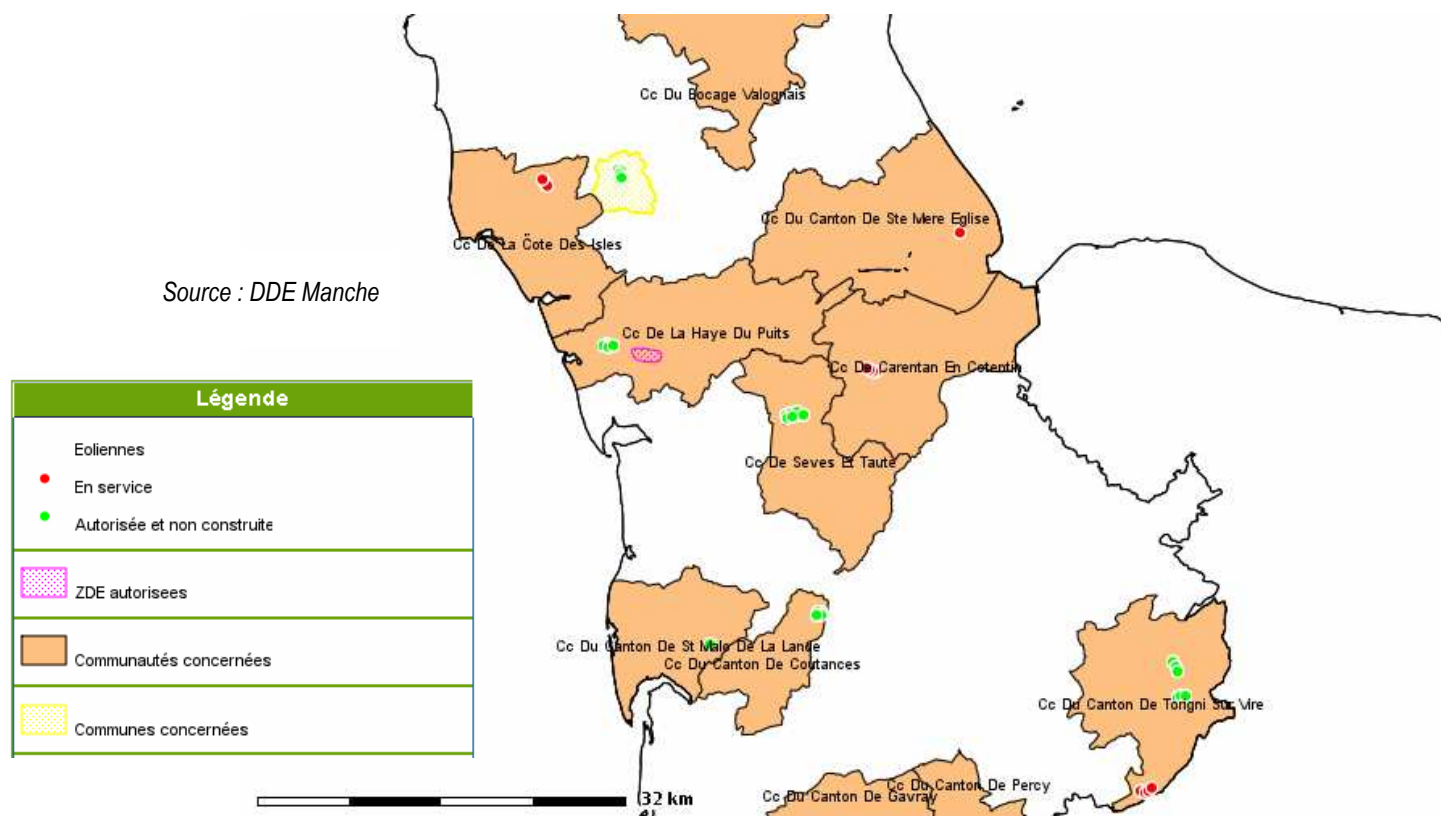 Cc Du Bocage Valognais
Cc Du Canton De Ste Mere Eglise
Cc De La Cote Des Isles
Source : DDE Manche
Cc De La Haye Du Puits
Cc De Carentan En Cotentin
Légende
Eoliennes
En service
Autorisée et non construite
ZDE autorisees
Communautés concernées
Communes concernées
Cc De Seves Et Taute
Cc Du Canton De St Malo De La Lande
Cc Du Canton De Coutances
Cc Du Canton De Torigni Sur Vire
Cc Du Canton De Percy
Cc Du Canton De Gavray
32 km